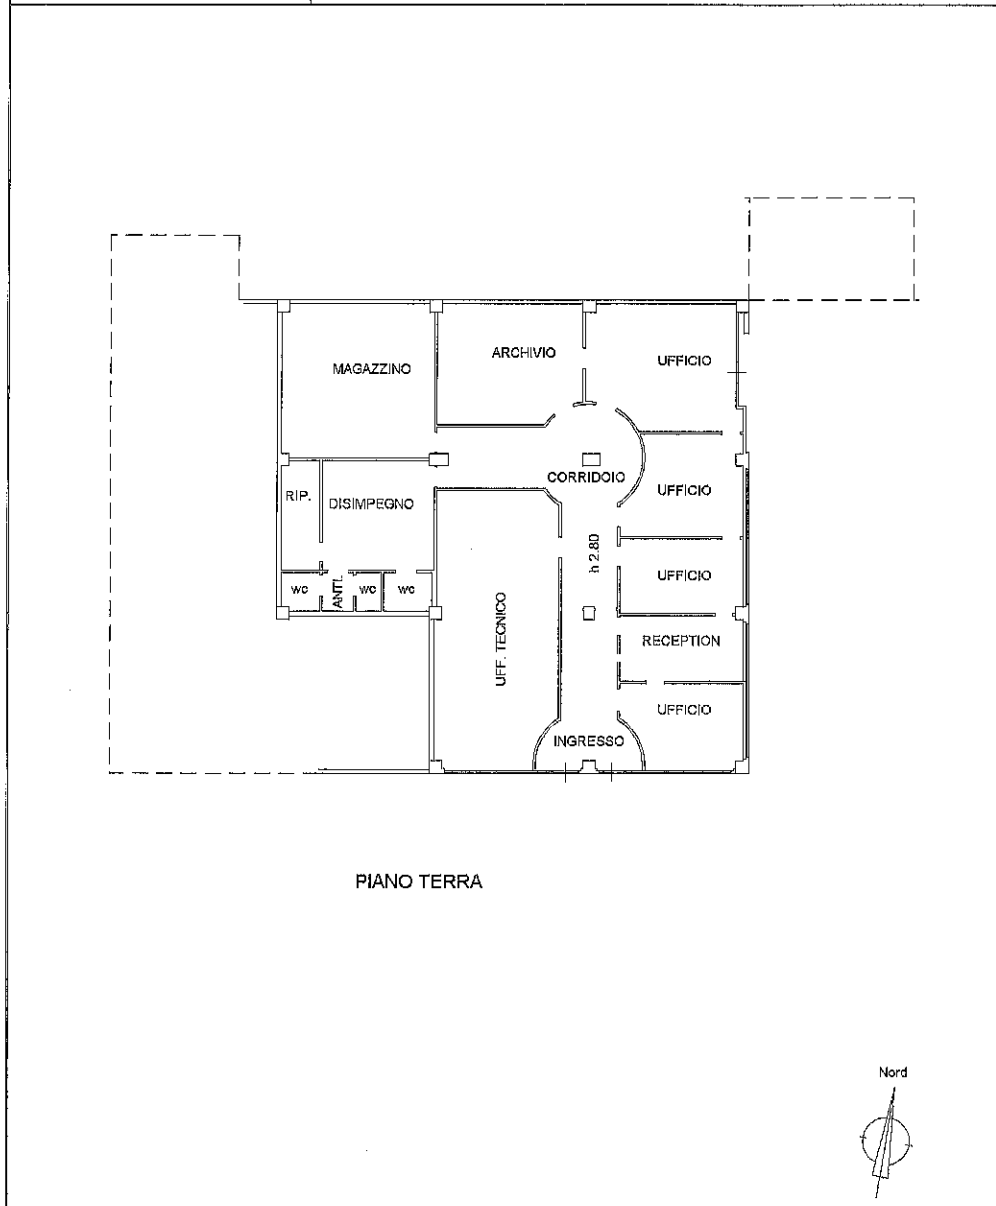 ARCHIVIO
UFFICIO
MAGAZZINO
CORRIDOIO
UFFICIO
RIP.
DISIMPEGNO
h 2.80
UFFICIO
wc
ANTI.
wc
wc
UFF. TECNICO
RECEPTION
UFFICIO
INGRESSO
PIANO TERRA
Nord